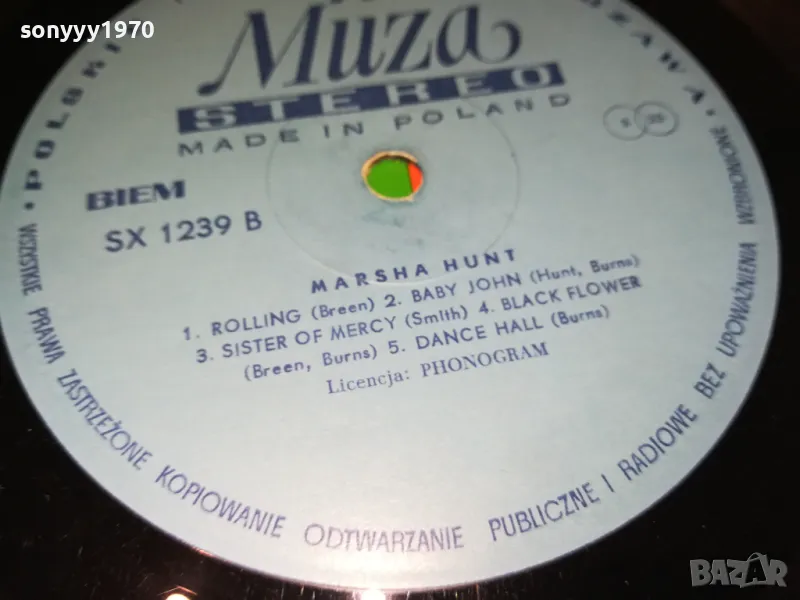 sonyyy1970
Muza
STEREO
MADE IN POLAND
BIEM
SX 1239 B
MARSHA HUNT
1. ROLLING (Breen) 2. BABY JOHN (Hunt, Burns)
3. SISTER OF MERCY (Smith) 4. BLACK FLOWER
(Breen, Burns) 5. DANCE HALL (Burns)
Licencja: PHONOGRAM
• POLSKI
• WSZYSTKIE PRAWA ZASTRZEŻONE KOPIOWANIE ODTWARZANIE PUBLICZNE I RADIOWE BEZ UPOWAŻNIENIA WZBRONIONE
BAZAR